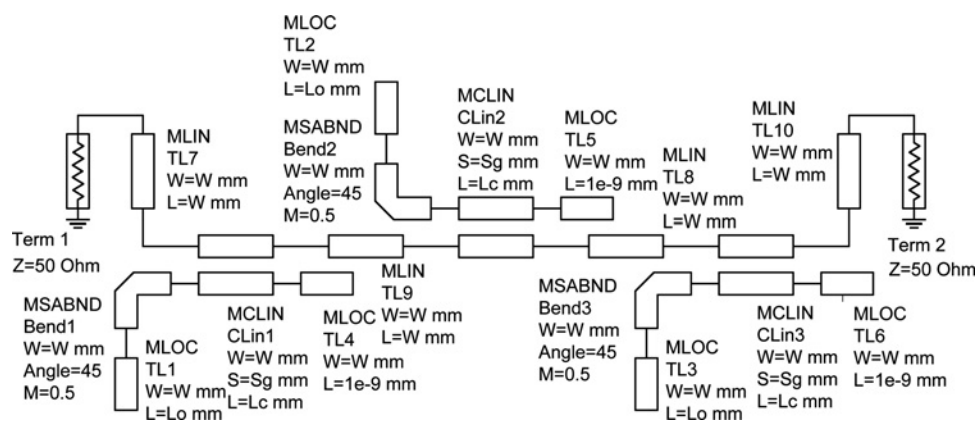 MLOC
TL2
W=W mm
L=Lo mm
MSABND
Bend2
W=W mm
Angle=45
M=0.5
MCLIN
CLin2
W=W mm
S=Sg mm
L=Lc mm
MLOC
TL5
W=W mm
L=1e-9 mm
MLIN
TL7
W=W mm
L=W mm
MLIN
TL8
W=W mm
L=W mm
MLIN
TL10
W=W mm
L=W mm
Term 1
Z=50 Ohm
Term 2
Z=50 Ohm
MSABND
Bend1
W=W mm
Angle=45
M=0.5
MLOC
TL1
W=W mm
L=Lo mm
MCLIN
CLin1
W=W mm
S=Sg mm
L=Lc mm
MLOC
TL4
W=W mm
L=1e-9 mm
MLIN
TL9
W=W mm
L=W mm
MSABND
Bend3
W=W mm
Angle=45
M=0.5
MLOC
TL3
W=W mm
L=Lo mm
MCLIN
CLin3
W=W mm
S=Sg mm
L=Lc mm
MLOC
TL6
W=W mm
L=1e-9 mm